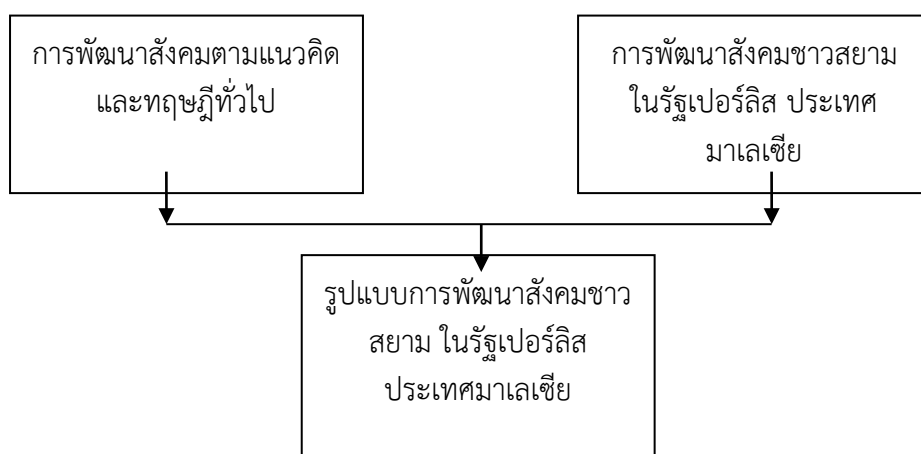 การพัฒนาสังคมตามแนวคิด
และทฤษฎีทั่วไป
การพัฒนาสังคมชาวสยาม
ในรัฐเปอร์ลิส ประเทศ
มาเลเซีย
รูปแบบการพัฒนาสังคมชาว
สยาม ในรัฐเปอร์ลิส
ประเทศมาเลเซีย